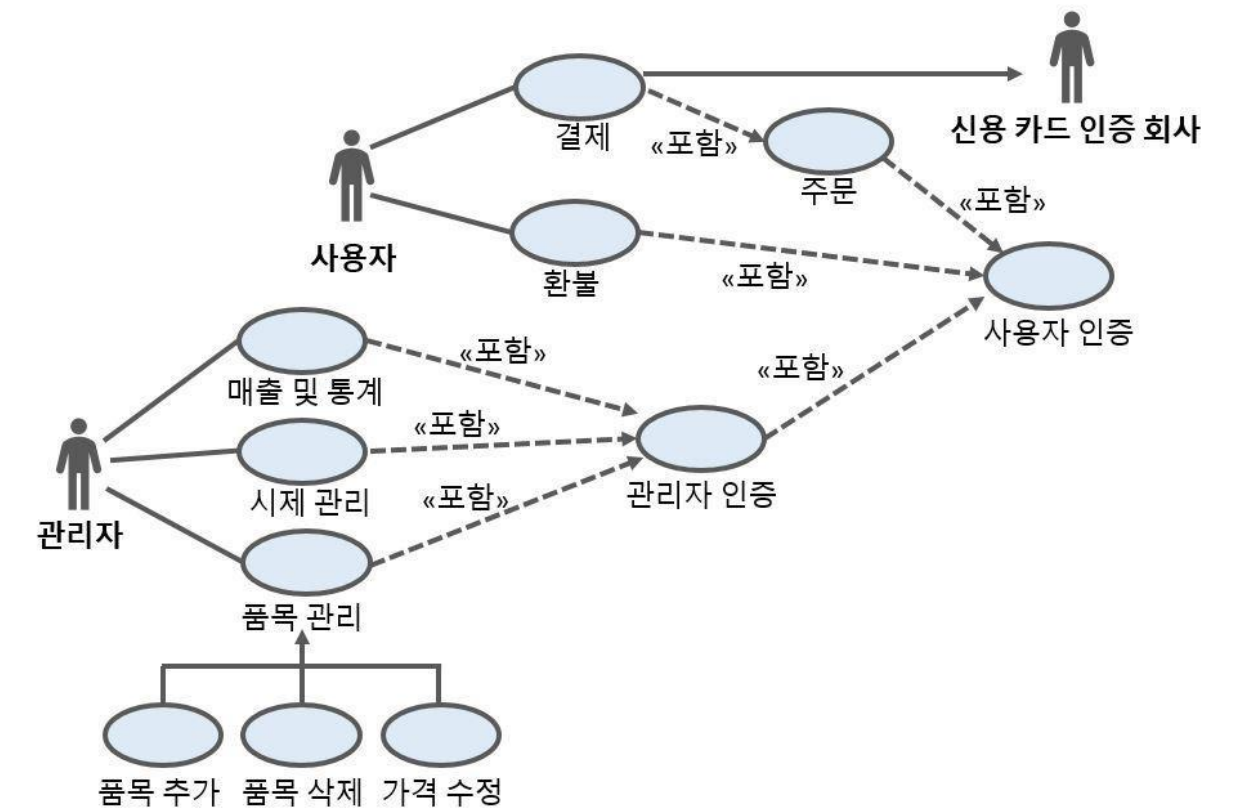 신용 카드 인증 회사
결제
«포함»
주문
«포함»
사용자
환불
«포함»
사용자 인증
매출 및 통계
«포함»
«포함»
시제 관리
«포함»
«포함»
관리자 인증
관리자
품목 관리
품목 추가
품목 삭제
가격 수정